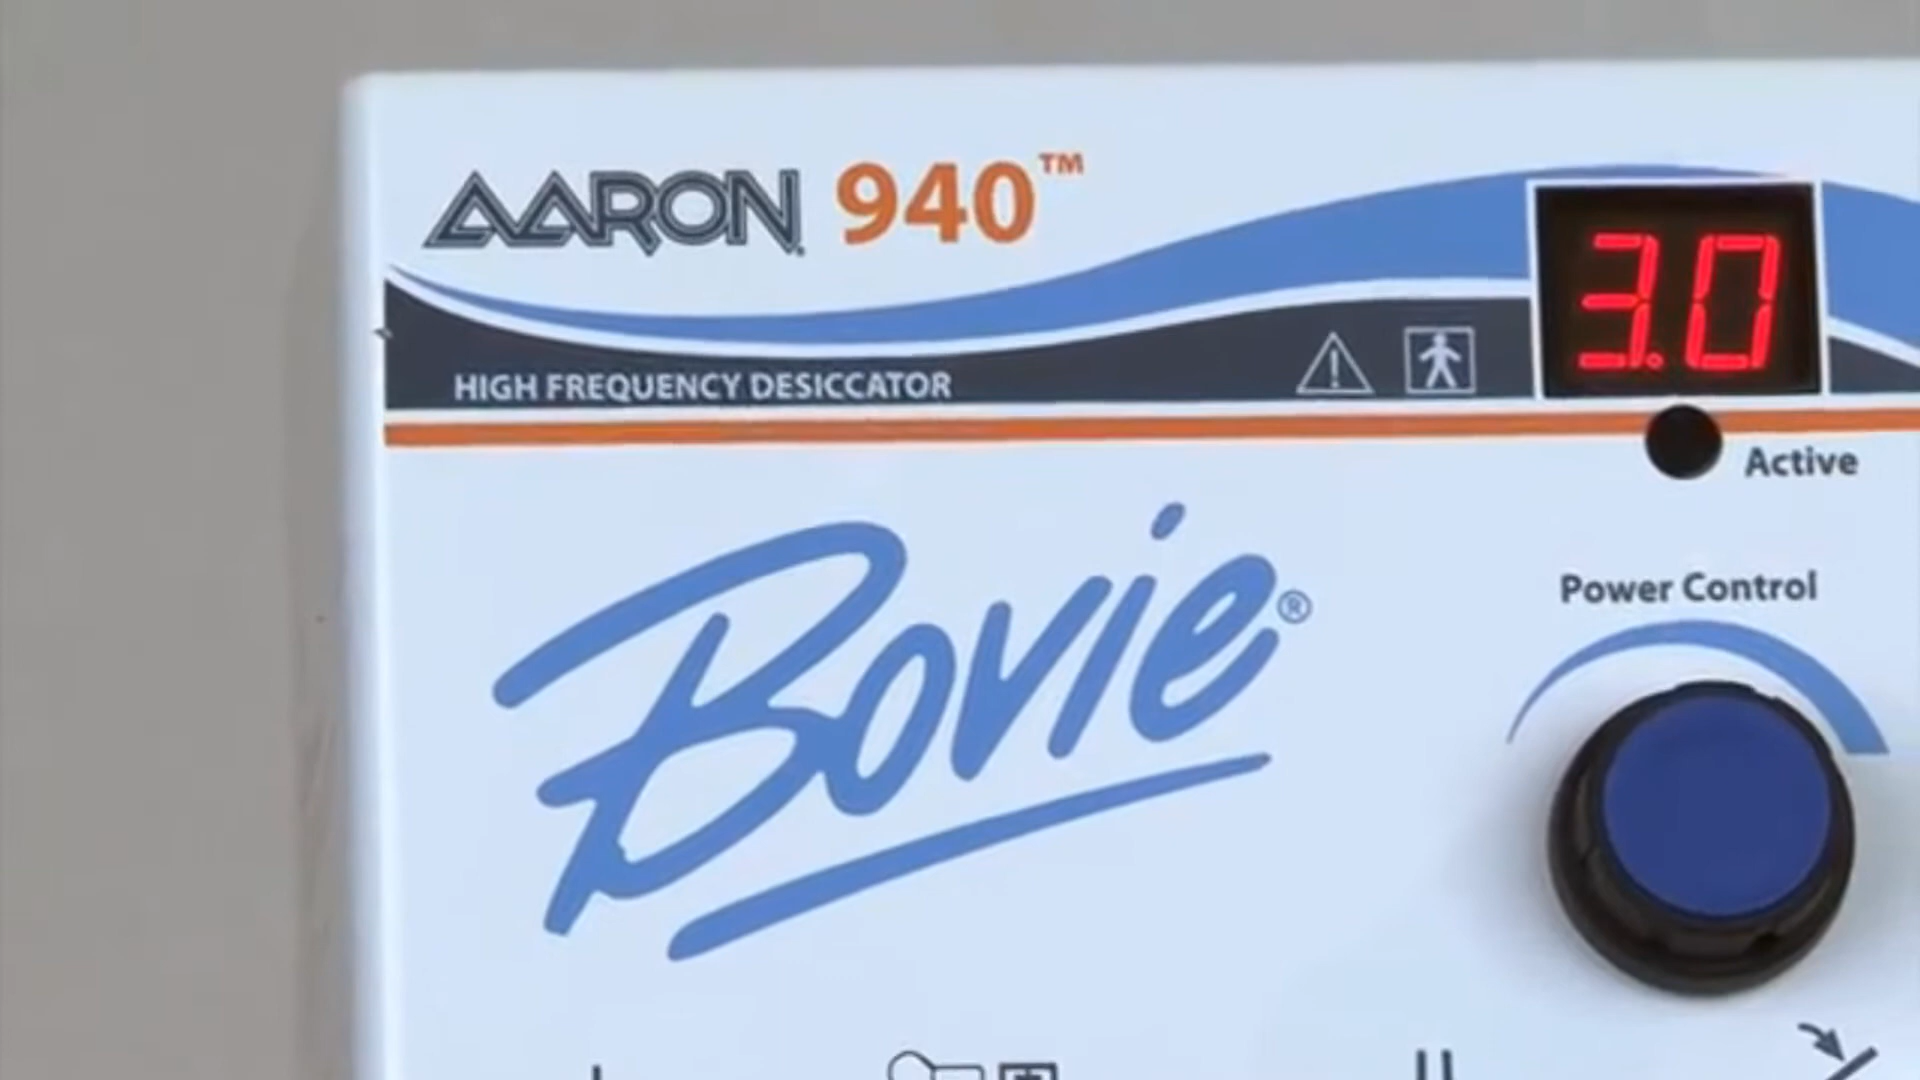 AARON 940™
3.0
HIGH FREQUENCY DESICCATOR
Active
Bovie®
Power Control